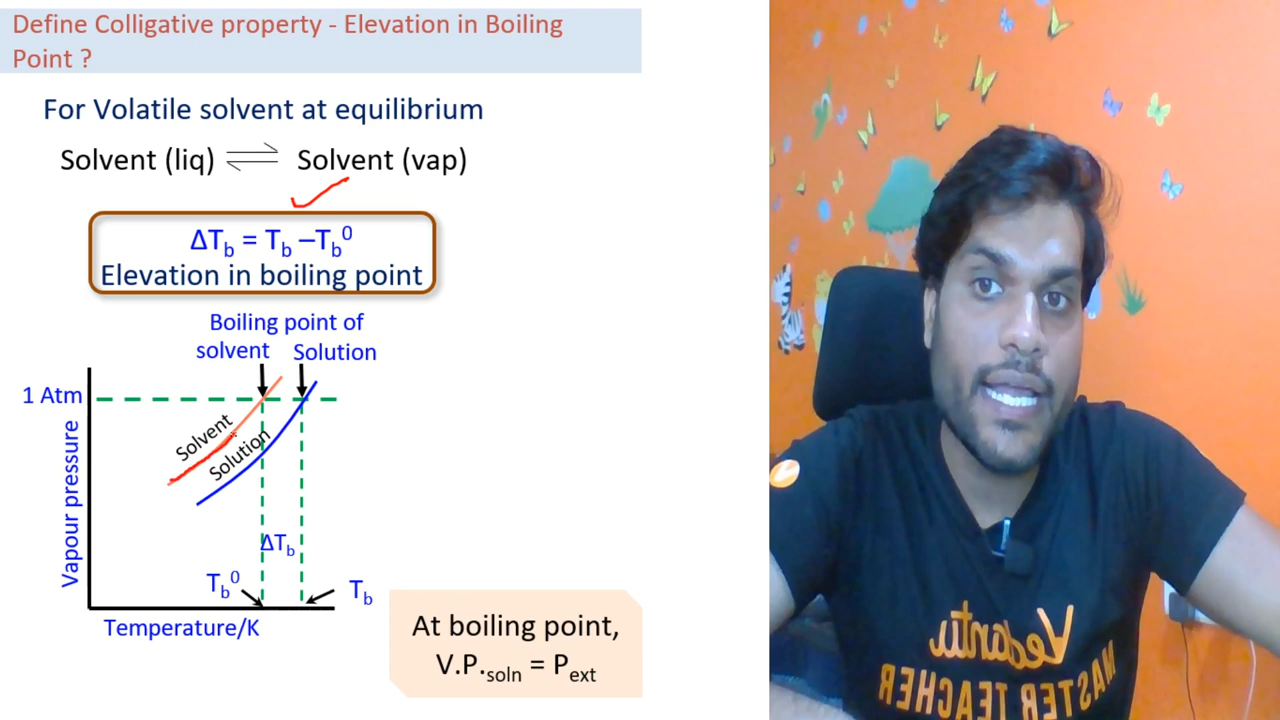 Define Colligative property - Elevation in Boiling
Point ?
For Volatile solvent at equilibrium
Solvent (liq) ⇌ Solvent (vap)
ΔTb = Tb –Tb⁰
Elevation in boiling point
Boiling point of
solvent Solution
1 Atm
Solvent
Solution
Vapour pressure
ΔTb
Tb⁰
Tb
Temperature/K
At boiling point,
V.P.soln = Pext
Vedantu
MASTER TEACHER